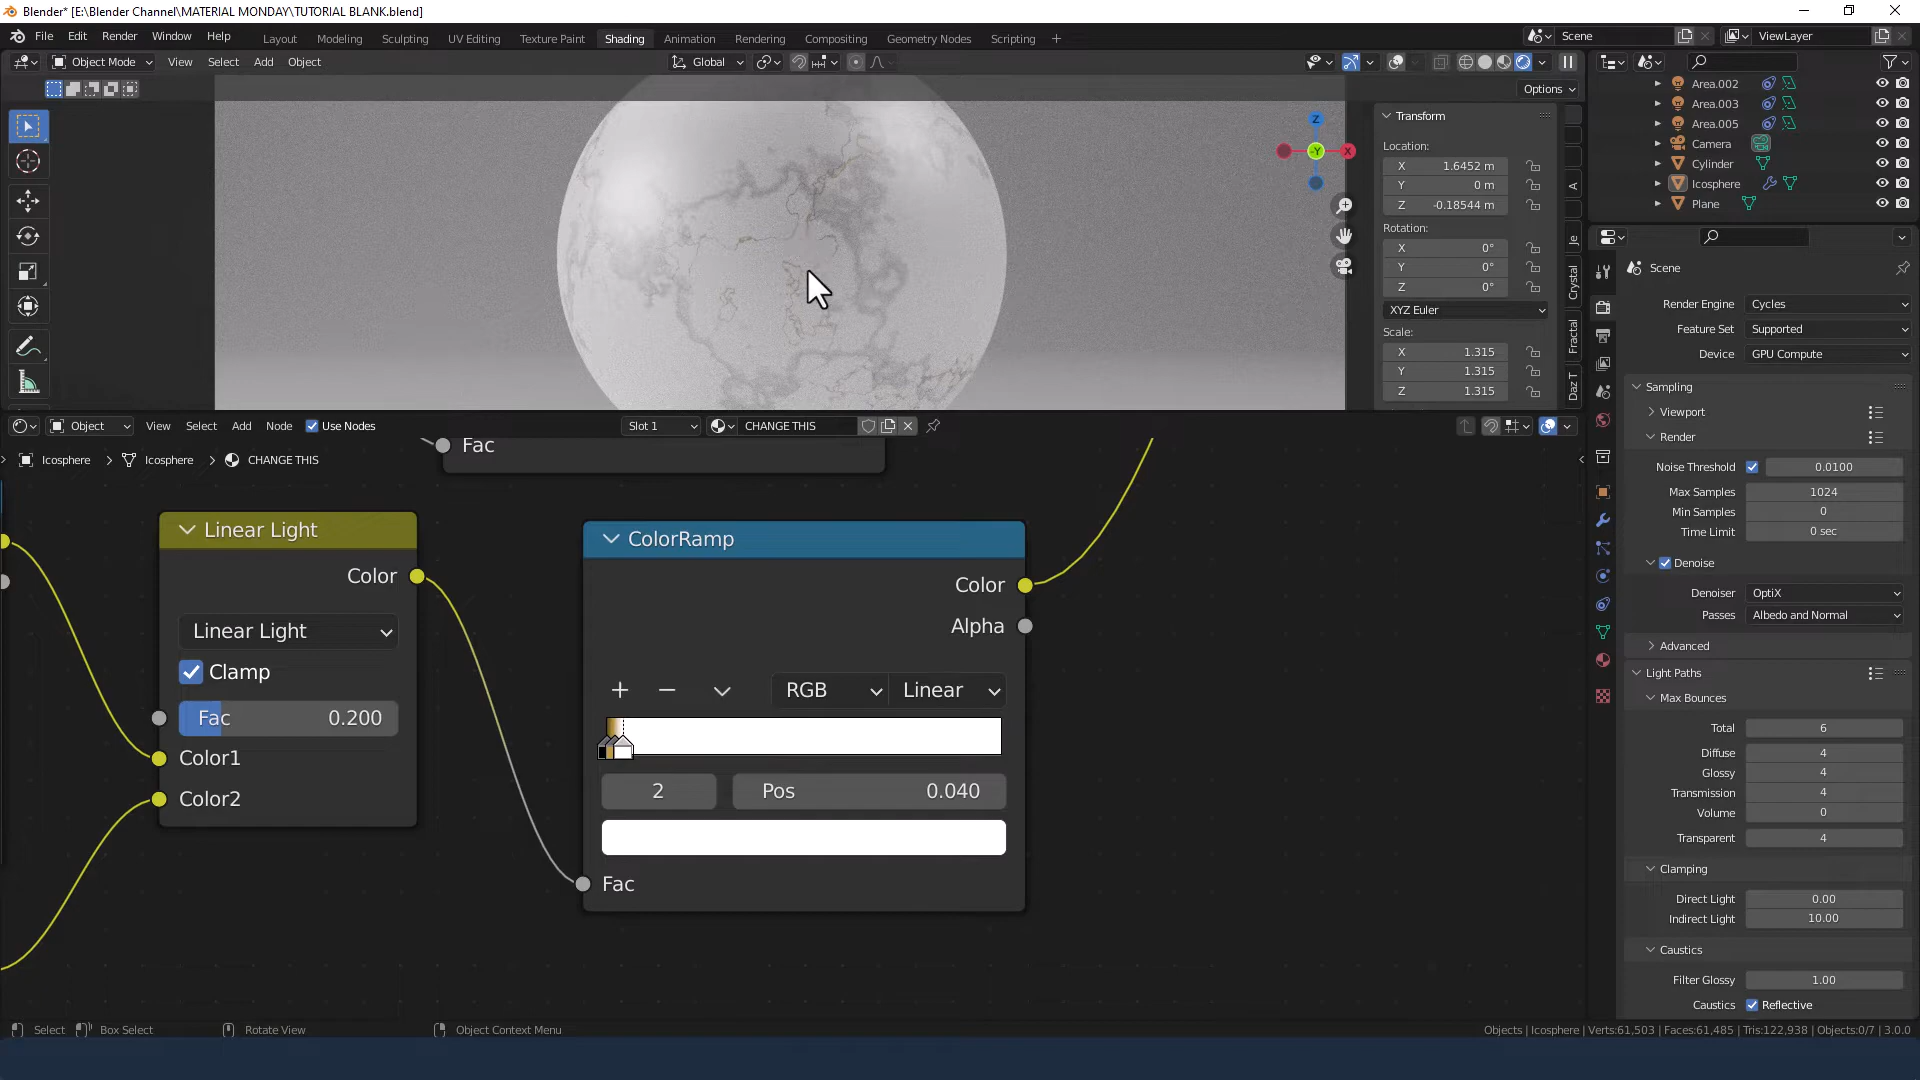 Blender* [E:\Blender Channel\MATERIAL MONDAY\TUTORIAL BLANK.blend]
File Edit Render Window Help
Layout Modeling Sculpting UV Editing Texture Paint Shading Animation Rendering Compositing Geometry Nodes Scripting
Scene
ViewLayer
Object Mode View Select Add Object
Global
Options
Area.002
Area.003
Area.005
Camera
Cylinder
Icosphere
Plane
Transform
Location:
X 1.6452 m
Y 0 m
Z -0.18544 m
Rotation:
X 0°
Y 0°
Z 0°
XYZ Euler
Scale:
X 1.315
Y 1.315
Z 1.315
Z
-Y
X
A
Je
Crystal
Fractal
Daz T
Scene
Render Engine Cycles
Feature Set Supported
Device GPU Compute
Sampling
Viewport
Render
Noise Threshold 0.0100
Max Samples 1024
Min Samples 0
Time Limit 0 sec
Denoise
Denoiser OptiX
Passes Albedo and Normal
Advanced
Light Paths
Max Bounces
Total 6
Diffuse 4
Glossy 4
Transmission 4
Volume 0
Transparent 4
Clamping
Direct Light 0.00
Indirect Light 10.00
Caustics
Filter Glossy 1.00
Caustics Reflective
Object View Select Add Node Use Nodes
Slot 1 CHANGE THIS
Icosphere > Icosphere > CHANGE THIS
Fac
Linear Light
Color
Linear Light
Clamp
Fac 0.200
Color1
Color2
ColorRamp
Color
Alpha
RGB Linear
2 Pos 0.040
Fac
Select Box Select Rotate View Object Context Menu
Objects | Icosphere | Verts:61,503 | Faces:61,485 | Tris:122,938 | Objects:0/7 | 3.0.0